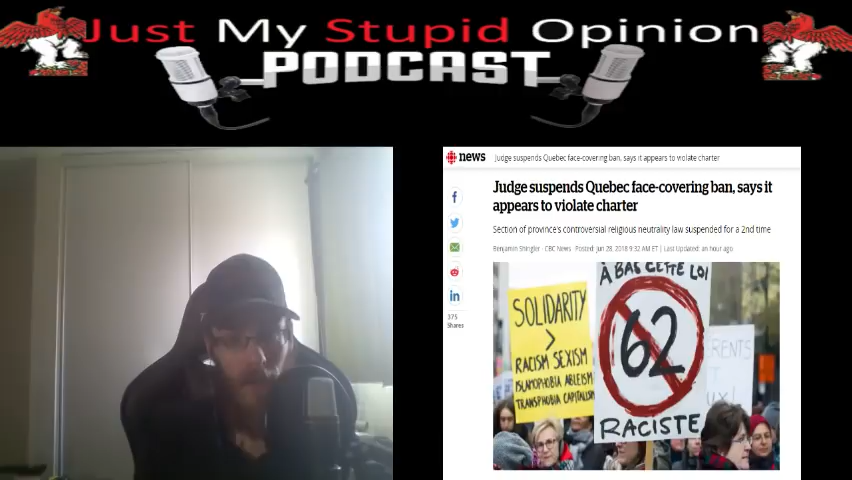 Just My Stupid Opinion
PODCAST
news Judge suspends Quebec face-covering ban, says it appears to violate charter
Judge suspends Quebec face-covering ban, says it
appears to violate charter
Section of province's controversial religious neutrality law suspended for a 2nd time
Benjamin Shingler · CBC News · Posted: Jun 28, 2018 9:32 AM ET | Last Updated: an hour ago
375
Shares
À BAS CETTE LOI
62
RACISTE
SOLIDARITY
>
RACISM SEXISM
ISLAMOPHOBIA ABLEISM
TRANSPHOBIA CAPITALISM